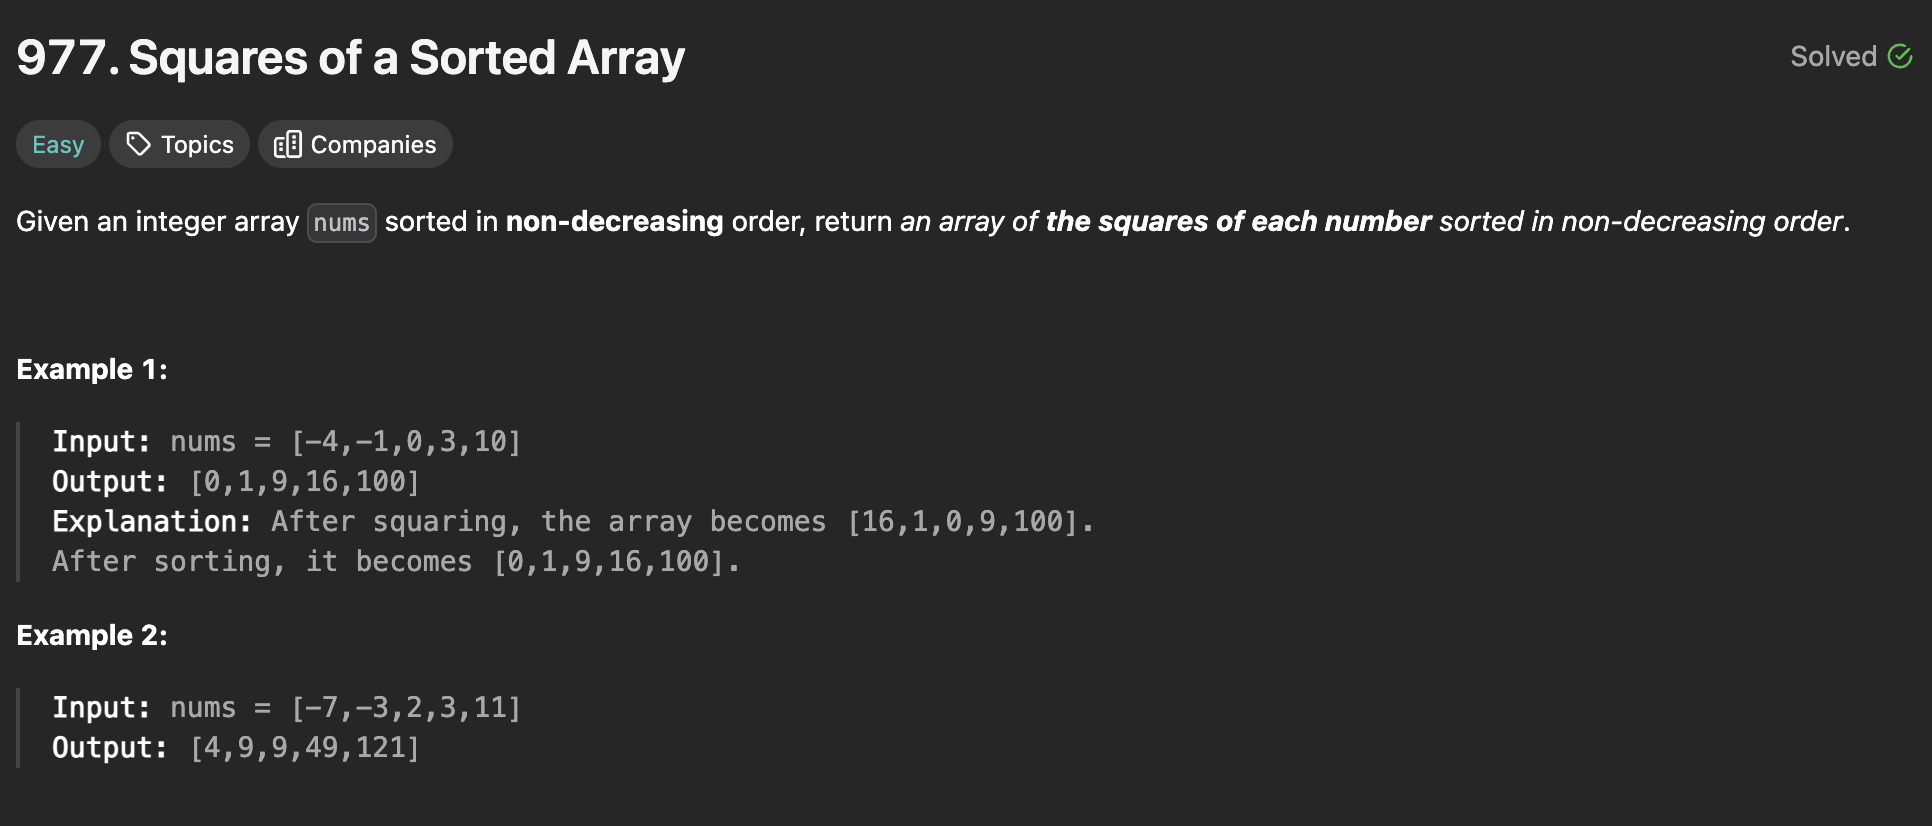 977. Squares of a Sorted Array
Solved
Easy
Topics
Companies
Given an integer array nums sorted in non-decreasing order, return an array of the squares of each number sorted in non-decreasing order.
Example 1:
Input: nums = [-4,-1,0,3,10]
Output: [0,1,9,16,100]
Explanation: After squaring, the array becomes [16,1,0,9,100].
After sorting, it becomes [0,1,9,16,100].
Example 2:
Input: nums = [-7,-3,2,3,11]
Output: [4,9,9,49,121]